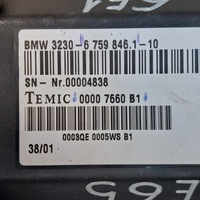 BMW 3230-6 759 846.1-10
SN-Nr.00004838
TEMIC 0000 7660 B1
0003QE 0005WS B1
38/01
E65